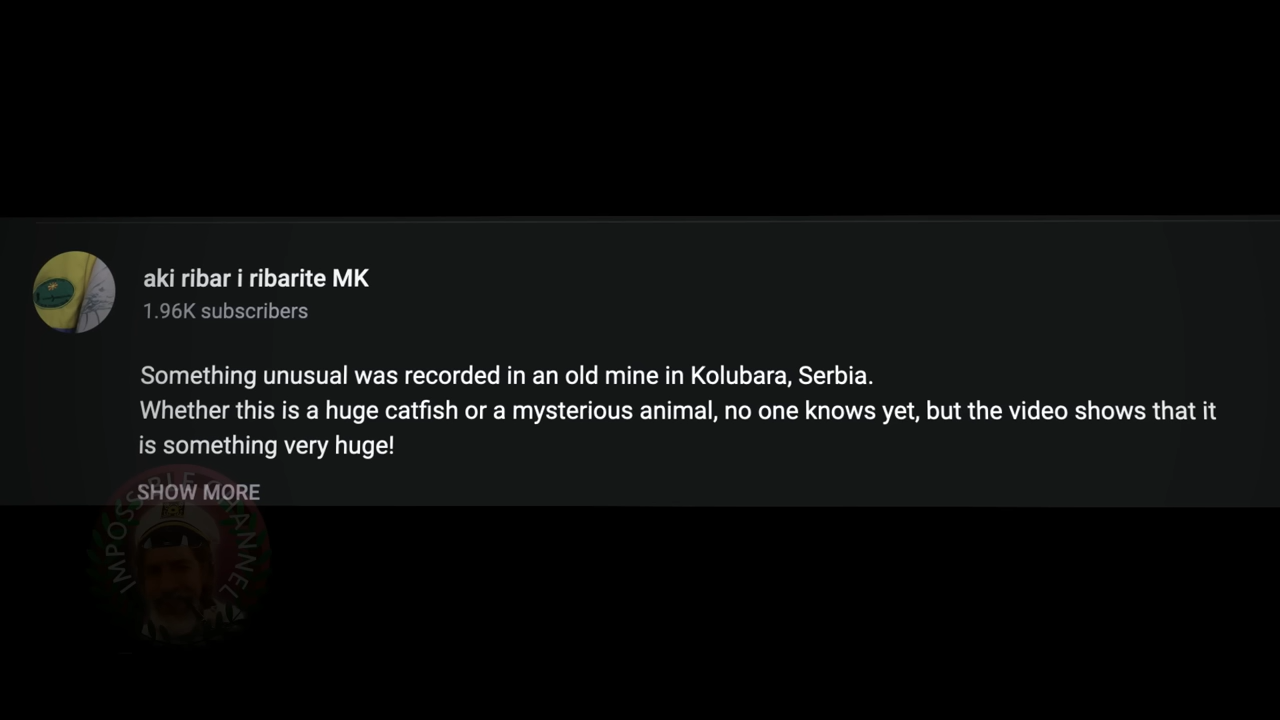 aki ribar i ribarite MK
1.96K subscribers
Something unusual was recorded in an old mine in Kolubara, Serbia.
Whether this is a huge catfish or a mysterious animal, no one knows yet, but the video shows that it
is something very huge!
SHOW MORE
IMPOSSIBLE CHANNEL